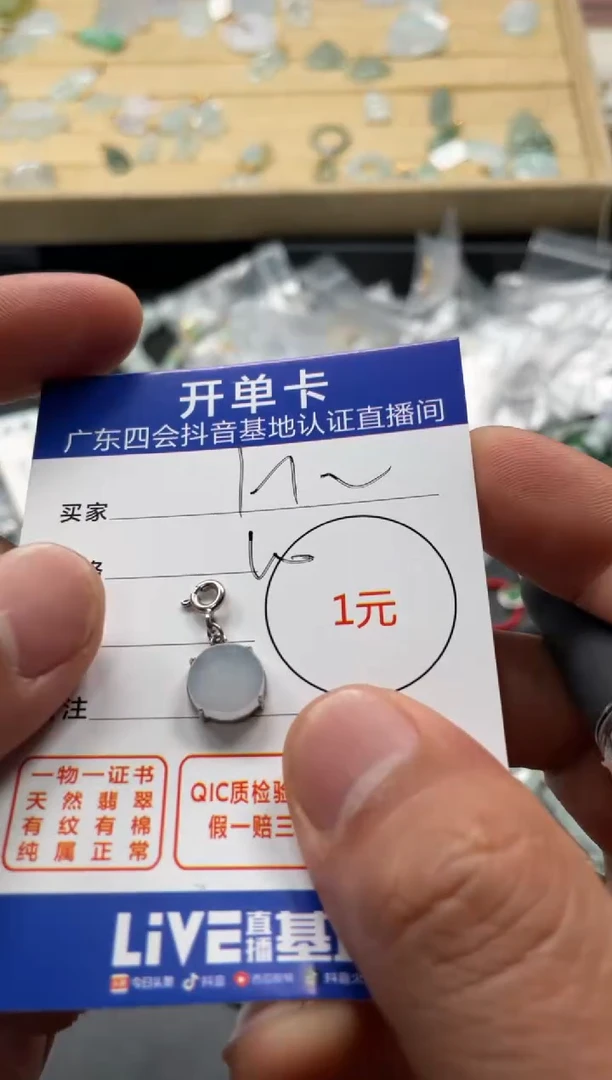 开单卡
广东四会抖音基地认证直播间
买家
1元
注
一物一证书
天然翡翠
有纹有棉
纯属正常
QIC质检
假一赔三
LiVE直播基
今日头条 抖音 西瓜视频 抖音火